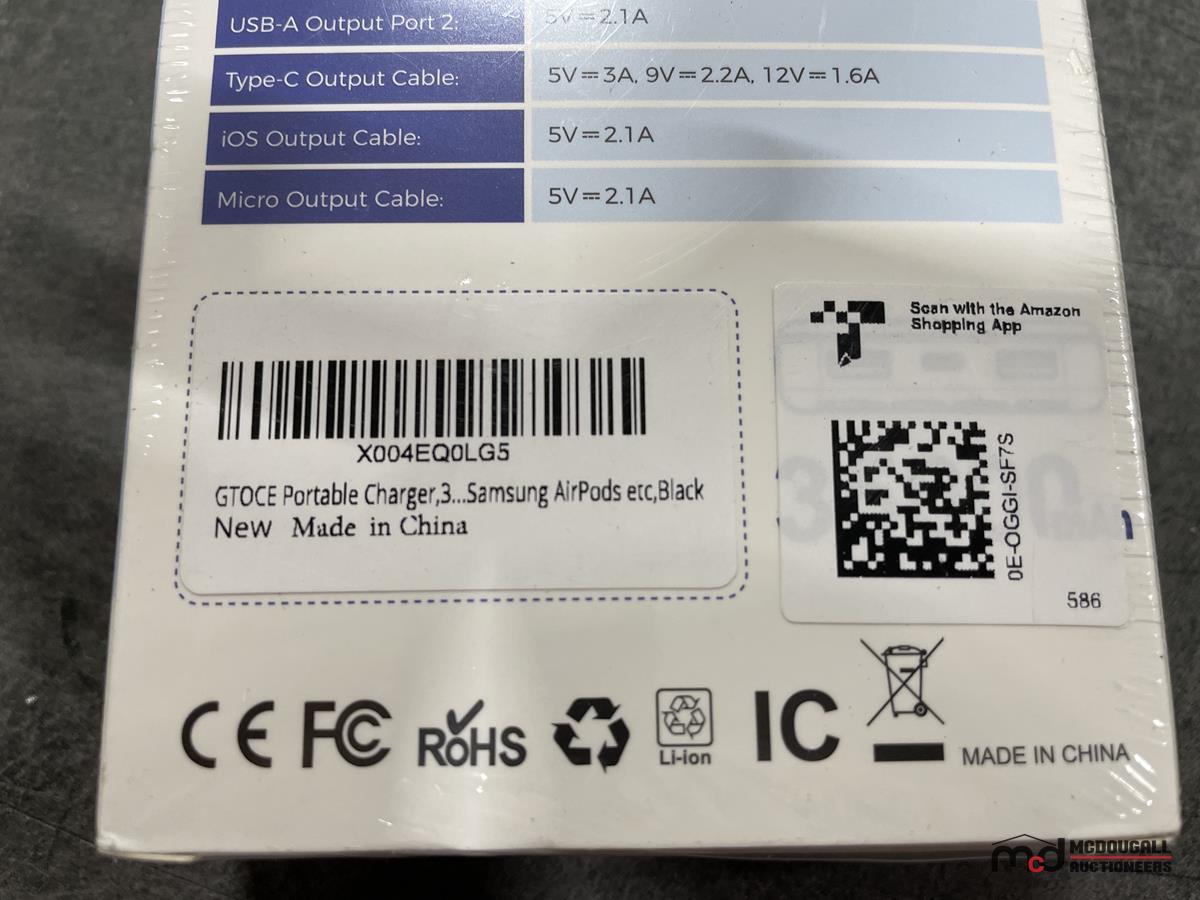 USB-A Output Port 2: 5V⎓2.1A
Type-C Output Cable: 5V⎓3A, 9V⎓2.2A, 12V⎓1.6A
iOS Output Cable: 5V⎓2.1A
Micro Output Cable: 5V⎓2.1A
Scan with the Amazon
Shopping App
X004EQ0LG5
GTOCE Portable Charger,3...Samsung AirPods etc,Black
New Made in China
0E-OGGI-SF7S
586
CE FC RoHS Li-ion IC MADE IN CHINA
mcd MCDOUGALL
AUCTIONEERS